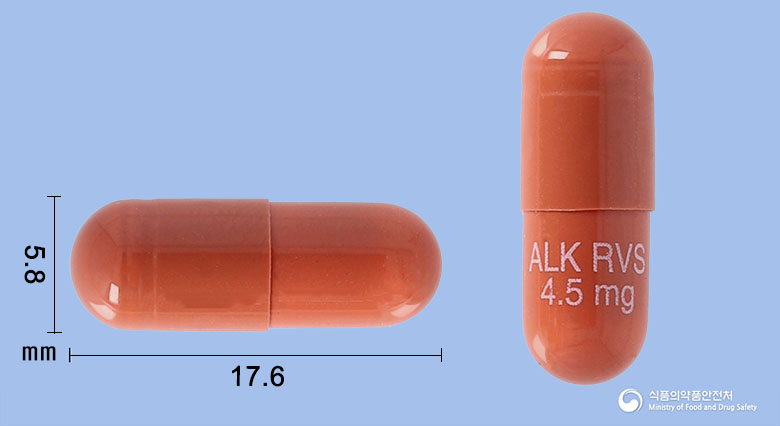 5.8
mm
17.6
ALK RVS
4.5 mg
식품의약품안전처
Ministry of Food and Drug Safety